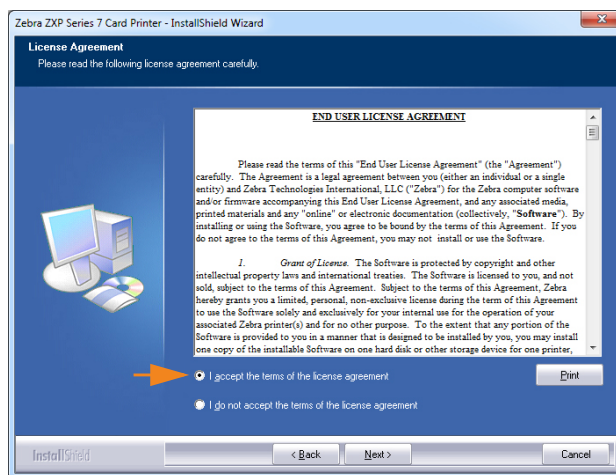 Zebra ZXP Series 7 Card Printer - InstallShield Wizard
License Agreement
Please read the following license agreement carefully.
END USER LICENSE AGREEMENT
Please read the terms of this "End User License Agreement" (the "Agreement")
carefully. The Agreement is a legal agreement between you (either an individual or a single
entity) and Zebra Technologies International, LLC ("Zebra") for the Zebra computer software
and/or firmware accompanying this End User License Agreement, and any associated media,
printed materials and any "online" or electronic documentation (collectively, "Software"). By
installing or using the Software, you agree to be bound by the terms of this Agreement. If you
do not agree to the terms of this Agreement, you may not install or use the Software.
1. Grant of License. The Software is protected by copyright and other
intellectual property laws and international treaties. The Software is licensed to you, and not
sold, subject to the terms of this Agreement. Subject to the terms of this Agreement, Zebra
hereby grants you a limited, personal, non-exclusive license during the term of this Agreement
to use the Software solely and exclusively for your internal use for the operation of your
associated Zebra printer(s) and for no other purpose. To the extent that any portion of the
Software is provided to you in a manner that is designed to be installed by you, you may install
one copy of the installable Software on one hard disk or other storage device for one printer,
I accept the terms of the license agreement
Print
I do not accept the terms of the license agreement
InstallShield
< Back
Next >
Cancel